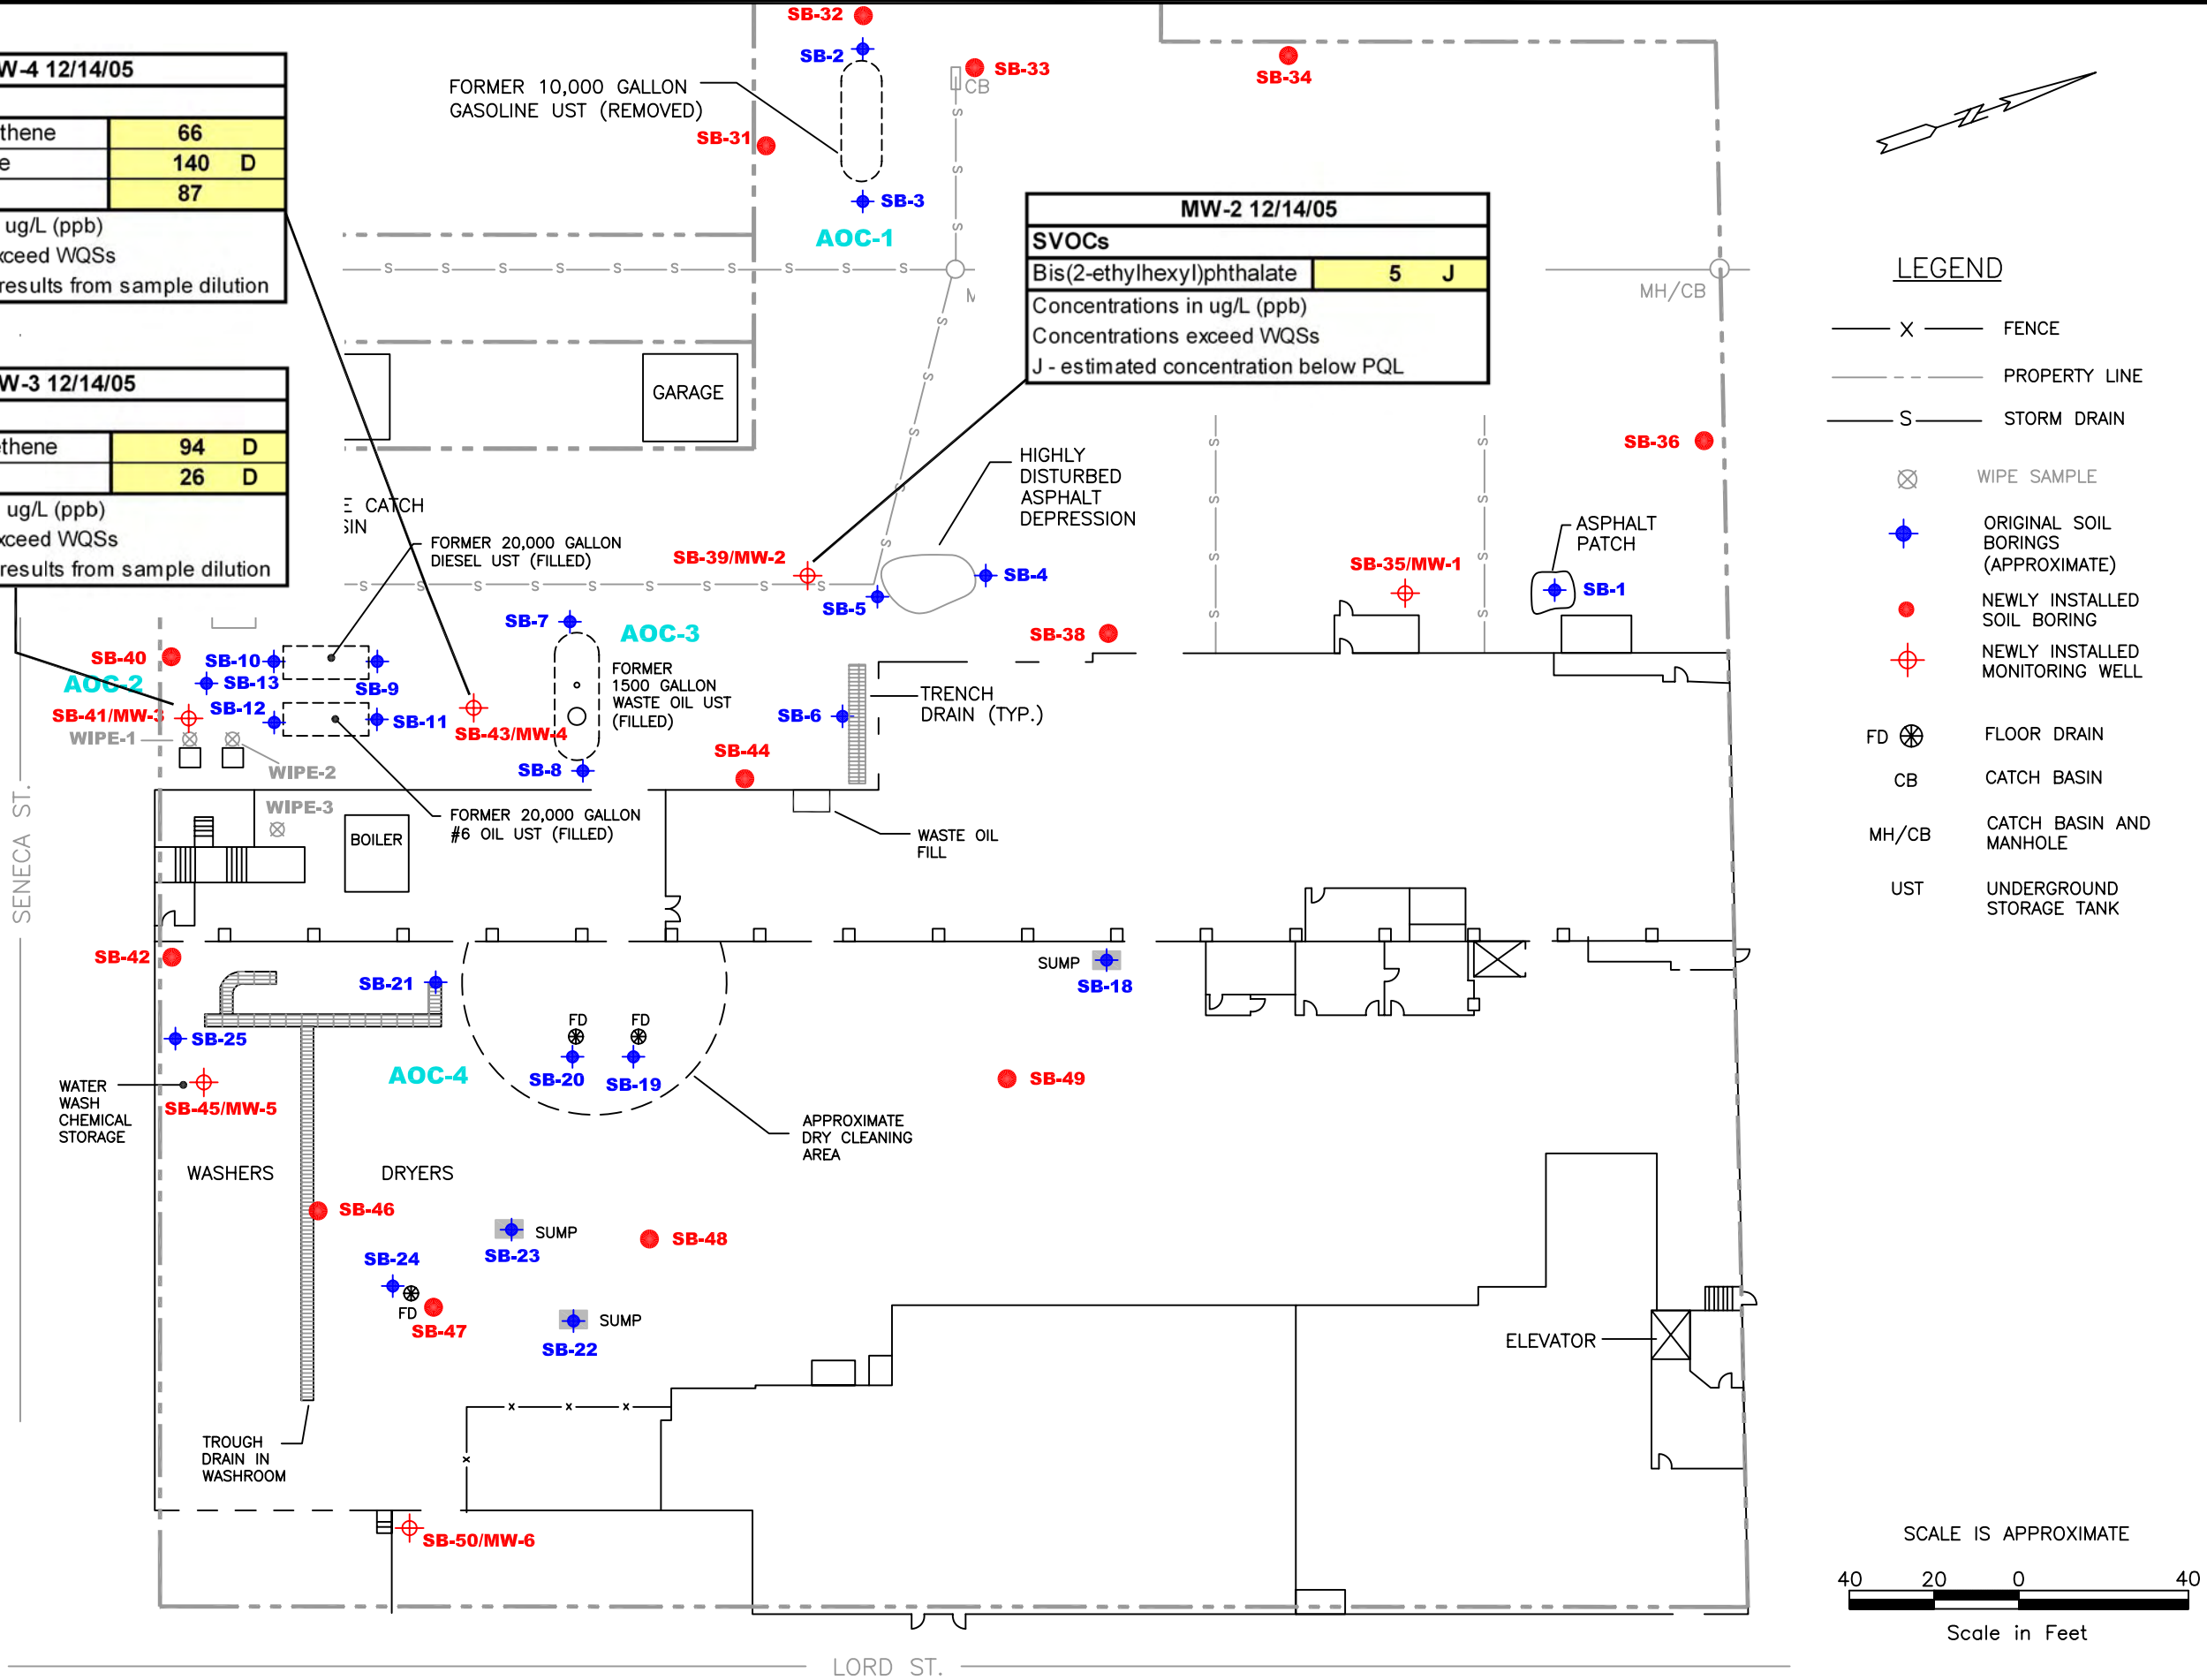 W-4 12/14/05
thene 66
e 140 D
87
ug/L (ppb)
xceed WQSs
results from sample dilution
W-3 12/14/05
ethene 94 D
26 D
ug/L (ppb)
xceed WQSs
results from sample dilution
SB-32
SB-2
FORMER 10,000 GALLON
GASOLINE UST (REMOVED)
SB-31
SB-33
CB
SB-34
SB-3
AOC-1
MW-2 12/14/05
SVOCs
Bis(2-ethylhexyl)phthalate 5 J
Concentrations in ug/L (ppb)
Concentrations exceed WQSs
J - estimated concentration below PQL
MH/CB
GARAGE
E CATCH
SIN
FORMER 20,000 GALLON
DIESEL UST (FILLED)
SB-39/MW-2
HIGHLY
DISTURBED
ASPHALT
DEPRESSION
SB-4
SB-5
SB-36
ASPHALT
PATCH
SB-35/MW-1
SB-1
SB-38
SB-7
AOC-3
FORMER
1500 GALLON
WASTE OIL UST
(FILLED)
SB-8
SB-40
AOC-2
SB-10
SB-13
SB-9
SB-12
SB-11
SB-41/MW-3
WIPE-1
WIPE-2
WIPE-3
SB-43/MW-4
FORMER 20,000 GALLON
#6 OIL UST (FILLED)
SB-6
TRENCH
DRAIN (TYP.)
SB-44
WASTE OIL
FILL
BOILER
SENECA ST.
SB-42
SB-21
SB-25
FD
FD
SB-20
SB-19
AOC-4
SUMP
SB-18
SB-49
WATER
WASH
CHEMICAL
STORAGE
SB-45/MW-5
APPROXIMATE
DRY CLEANING
AREA
WASHERS
DRYERS
SB-46
SUMP
SB-23
SB-48
SB-24
FD
SB-47
SUMP
SB-22
ELEVATOR
TROUGH
DRAIN IN
WASHROOM
SB-50/MW-6
LORD ST.
LEGEND
X FENCE
PROPERTY LINE
S STORM DRAIN
WIPE SAMPLE
ORIGINAL SOIL
BORINGS
(APPROXIMATE)
NEWLY INSTALLED
SOIL BORING
NEWLY INSTALLED
MONITORING WELL
FD FLOOR DRAIN
CB CATCH BASIN
MH/CB CATCH BASIN AND
MANHOLE
UST UNDERGROUND
STORAGE TANK
SCALE IS APPROXIMATE
40 20 0 40
Scale in Feet